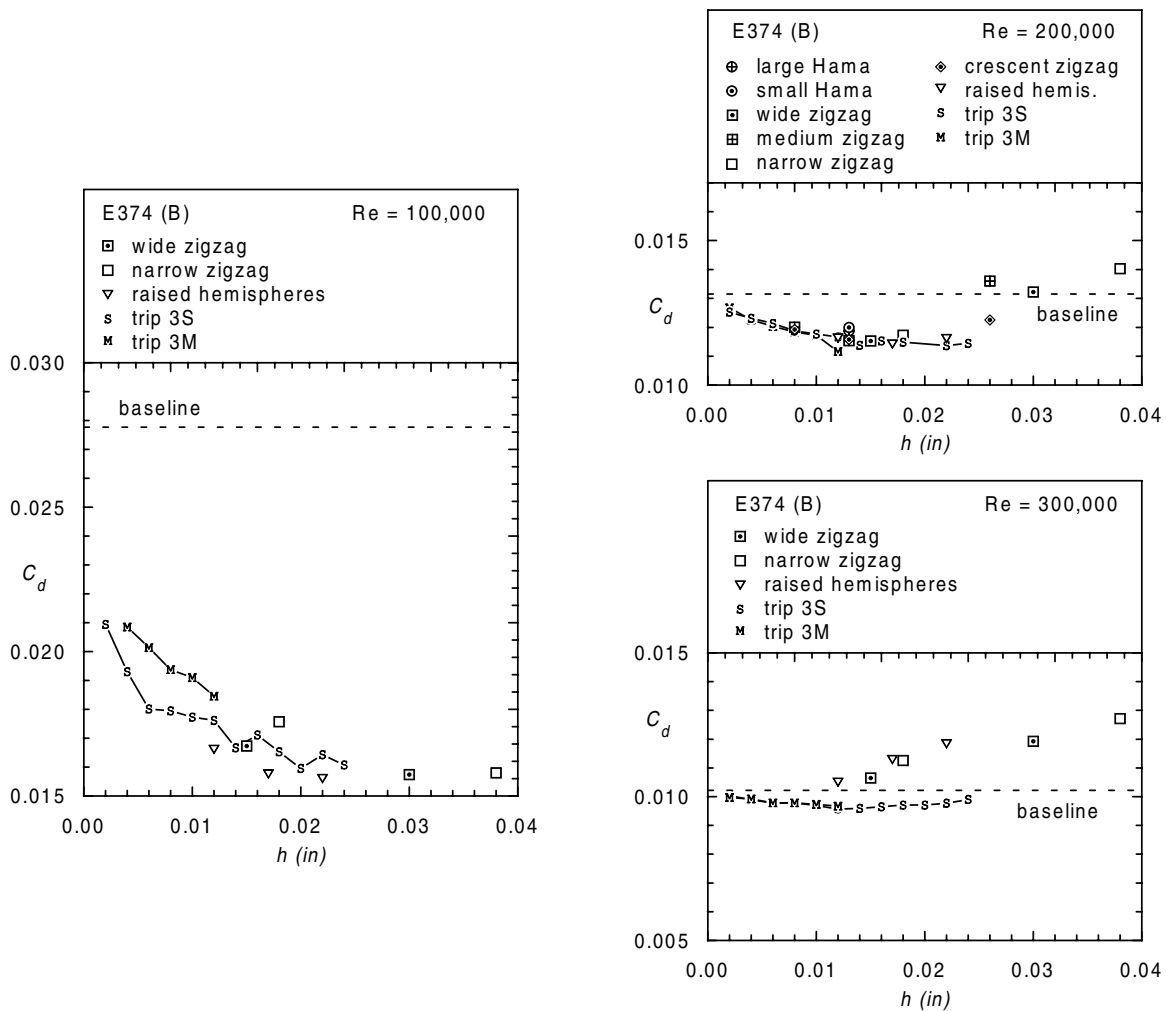 E374 (B) Re = 100,000
wide zigzag
narrow zigzag
raised hemispheres
S trip 3S
M trip 3M
0.030
baseline
0.025
C_d
0.020
0.015
0.00 0.01 0.02 0.03 0.04
h (in)
E374 (B) Re = 200,000
large Hama crescent zigzag
small Hama raised hemis.
wide zigzag S trip 3S
medium zigzag M trip 3M
narrow zigzag
0.015
C_d
baseline
0.010
0.00 0.01 0.02 0.03 0.04
h (in)
E374 (B) Re = 300,000
wide zigzag
narrow zigzag
raised hemispheres
S trip 3S
M trip 3M
0.015
C_d
0.010
baseline
0.005
0.00 0.01 0.02 0.03 0.04
h (in)